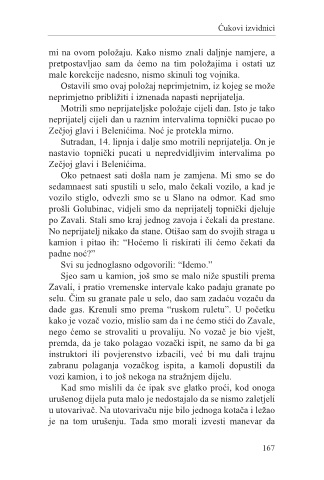 Ćukovi izvidnici
mi na ovom položaju. Kako nismo znali daljnje namjere, a
pretpostavljao sam da ćemo na tim položajima i ostati uz
male korekcije nadesno, nismo skinuli tog vojnika.
Ostavili smo ovaj položaj neprimjetnim, iz kojeg se može
neprimjetno približiti i iznenada napasti neprijatelja.
Motrili smo neprijateljske položaje cijeli dan. Isto je tako
neprijatelj cijeli dan u raznim intervalima topnički pucao po
Zečjoj glavi i Belenićima. Noć je protekla mirno.
Sutradan, 14. lipnja i dalje smo motrili neprijatelja. On je
nastavio topnički pucati u nepredvidljivim intervalima po
Zečjoj glavi i Belenićima.
Oko petnaest sati došla nam je zamjena. Mi smo se do
sedamnaest sati spustili u selo, malo čekali vozilo, a kad je
vozilo stiglo, odvezli smo se u Slano na odmor. Kad smo
prošli Golubinac, vidjeli smo da neprijatelj topnički djeluje
po Zavali. Stali smo kraj jednog zavoja i čekali da prestane.
No neprijatelj nikako da stane. Otišao sam do svojih straga u
kamion i pitao ih: “Hoćemo li riskirati ili ćemo čekati da
padne noć?”
Svi su jednoglasno odgovorili: “Idemo.”
Sjeo sam u kamion, još smo se malo niže spustili prema
Zavali, i pratio vremenske intervale kako padaju granate po
selu. Čim su granate pale u selo, dao sam zadaću vozaču da
dade gas. Krenuli smo prema “ruskom ruletu”. U početku
kako je vozač vozio, mislio sam da i ne ćemo stići do Zavale,
nego ćemo se strovaliti u provaliju. No vozač je bio vješt,
premda, da je tako polagao vozački ispit, ne samo da bi ga
instruktori ili povjerenstvo izbacili, već bi mu dali trajnu
zabranu polaganja vozačkog ispita, a kamoli dopustili da
vozi kamion, i to još nekoga na stražnjem dijelu.
Kad smo mislili da će ipak sve glatko proći, kod onoga
urušenog dijela puta malo je nedostajalo da se nismo zaletjeli
u utovarivač. Na utovarivaču nije bilo jednoga kotača i ležao
je na tom urušenju. Tada smo morali izvesti manevar da
167